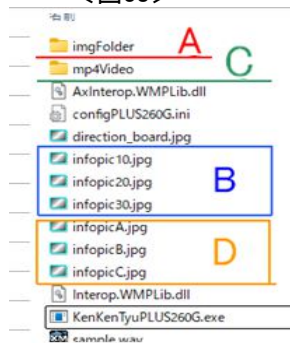 名前
imgFolder
A
mp4Video
C
AxInterop.WMPLib.dll
configPLUS260G.ini
direction_board.jpg
infopic10.jpg
infopic20.jpg
B
infopic30.jpg
infopicA.jpg
infopicB.jpg
D
infopicC.jpg
Interop.WMPLib.dll
KenKenTyuPLUS260G.exe
sample.wav